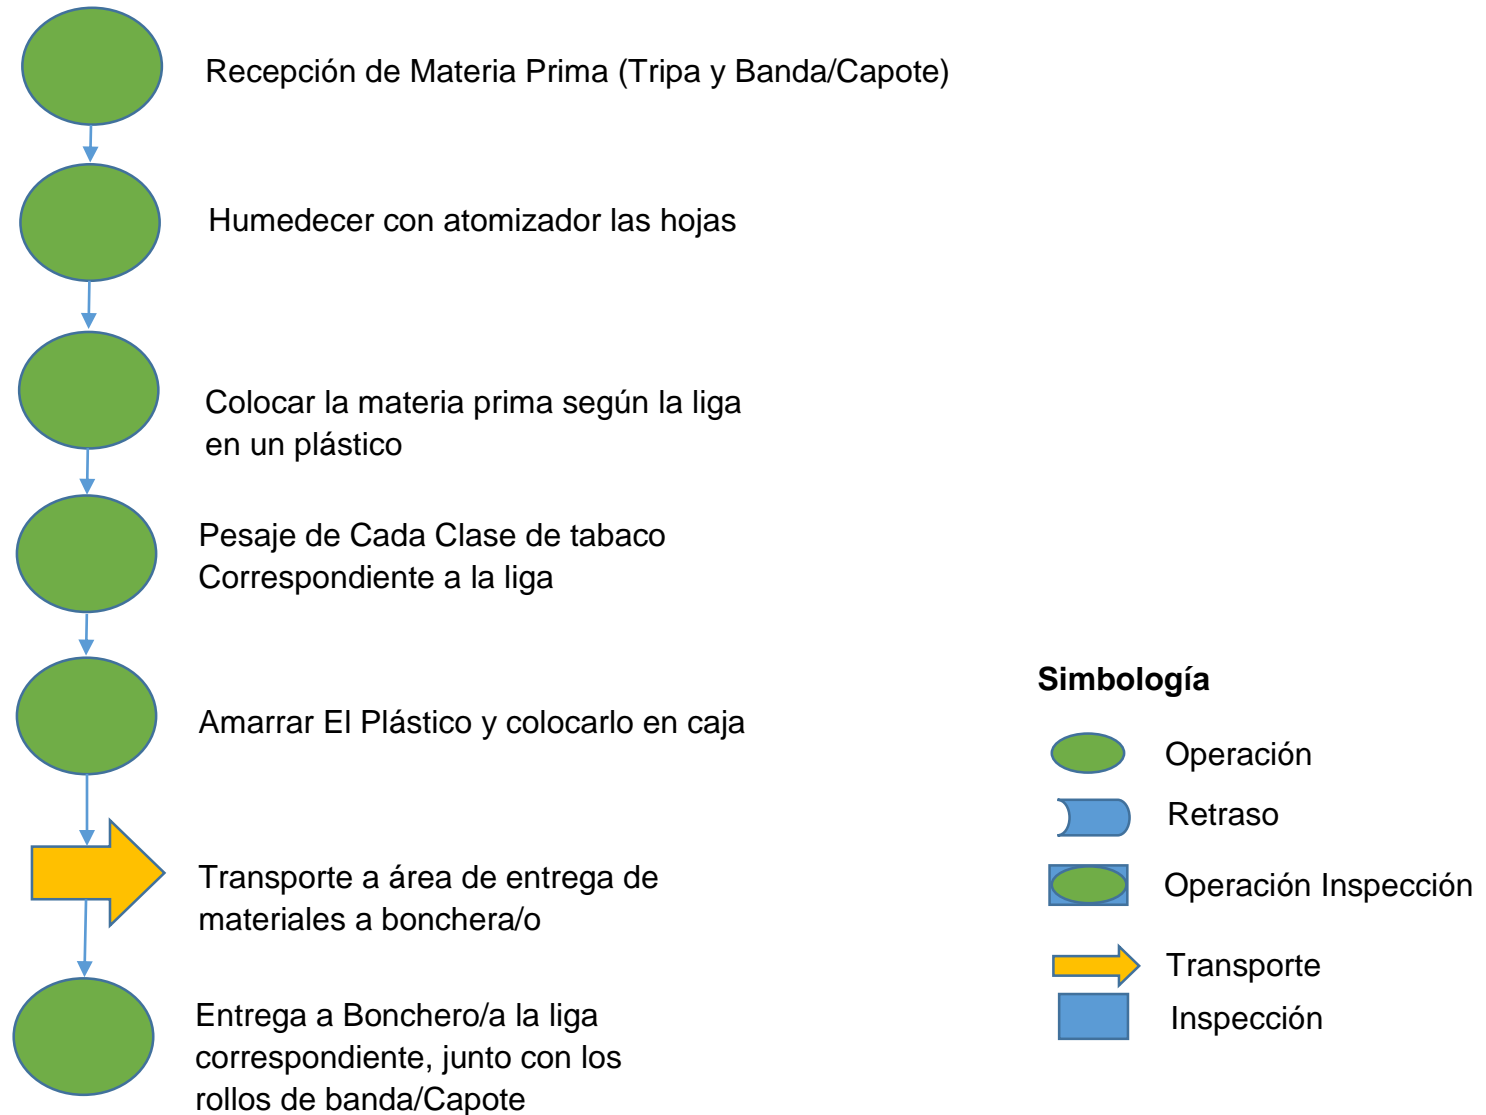 Recepción de Materia Prima (Tripa y Banda/Capote)
Humedecer con atomizador las hojas
Colocar la materia prima según la liga
en un plástico
Pesaje de Cada Clase de tabaco
Correspondiente a la liga
Amarrar El Plástico y colocarlo en caja
Transporte a área de entrega de
materiales a bonchera/o
Entrega a Bonchero/a la liga
correspondiente, junto con los
rollos de banda/Capote
Simbología
Operación
Retraso
Operación Inspección
Transporte
Inspección